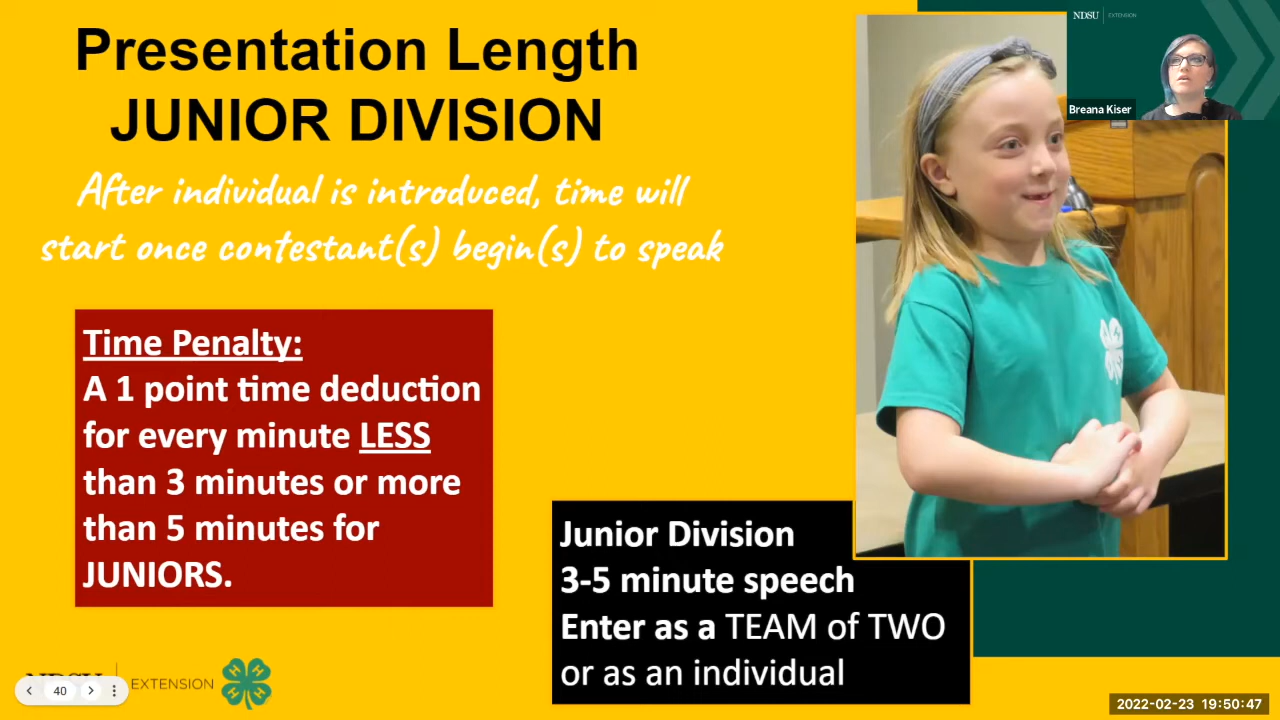 Presentation Length
JUNIOR DIVISION
After individual is introduced, time will
start once contestant(s) begin(s) to speak
Time Penalty:
A 1 point time deduction
for every minute LESS
than 3 minutes or more
than 5 minutes for
JUNIORS.
Junior Division
3-5 minute speech
Enter as a TEAM of TWO
or as an individual
NDSU EXTENSION
Breana Kiser
NDSU EXTENSION
H H H H
40
2022-02-23 19:50:47